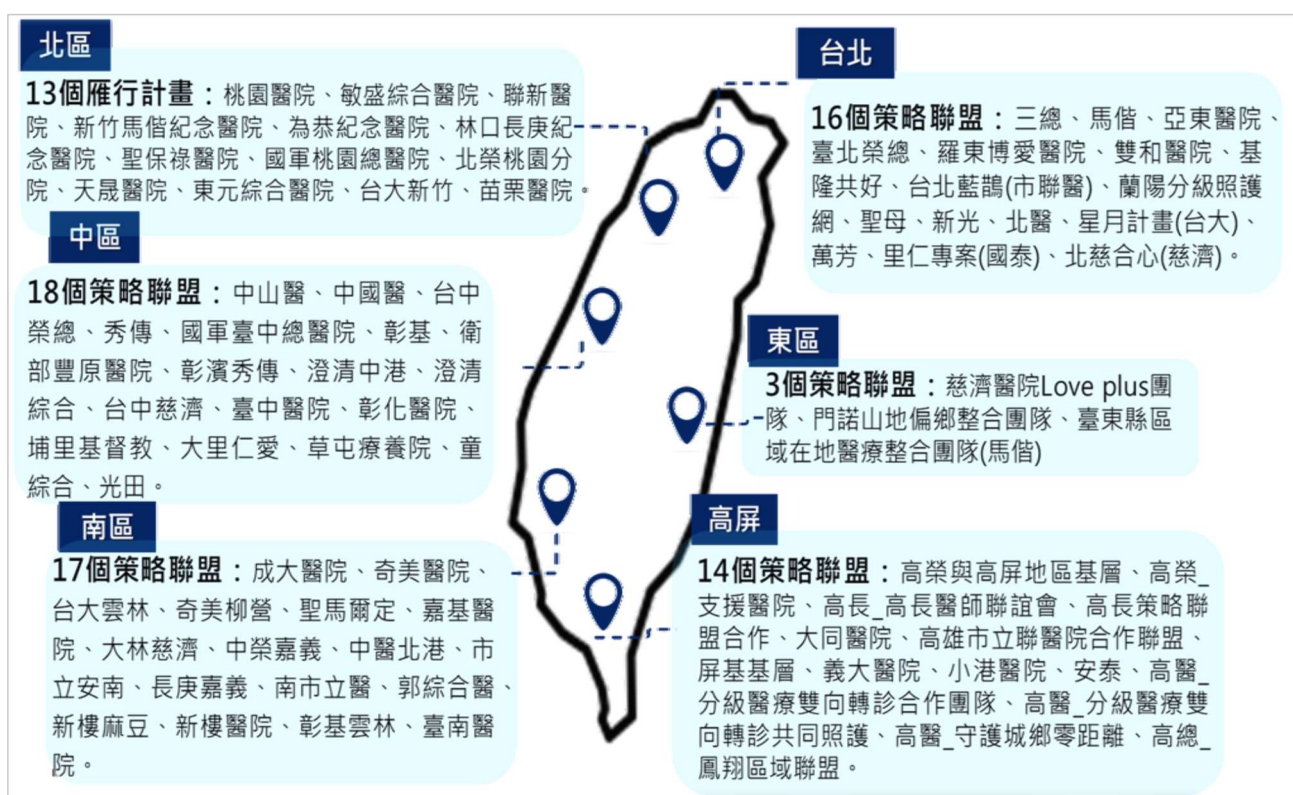 北區
13個雁行計畫：桃園醫院、敏盛綜合醫院、聯新醫
院、新竹馬偕紀念醫院、為恭紀念醫院、林口長庚紀
念醫院、聖保祿醫院、國軍桃園總醫院、北榮桃園分
院、天晟醫院、東元綜合醫院、台大新竹、苗栗醫院。
台北
16個策略聯盟：三總、馬偕、亞東醫院、
臺北榮總、羅東博愛醫院、雙和醫院、基
隆共好、台北藍鵲(市聯醫)、蘭陽分級照護
網、聖母、新光、北醫、星月計畫(台大)、
萬芳、里仁專案(國泰)、北慈合心(慈濟)。
中區
18個策略聯盟：中山醫、中國醫、台中
榮總、秀傳、國軍臺中總醫院、彰基、衛
部豐原醫院、彰濱秀傳、澄清中港、澄清
綜合、台中慈濟、臺中醫院、彰化醫院、
埔里基督教、大里仁愛、草屯療養院、童
綜合、光田。
東區
3個策略聯盟：慈濟醫院Love plus團
隊、門諾山地偏鄉整合團隊、臺東縣區
域在地醫療整合團隊(馬偕)
南區
17個策略聯盟：成大醫院、奇美醫院、
台大雲林、奇美柳營、聖馬爾定、嘉基醫
院、大林慈濟、中榮嘉義、中醫北港、市
立安南、長庚嘉義、南市立醫、郭綜合醫、
新樓麻豆、新樓醫院、彰基雲林、臺南醫
院。
高屏
14個策略聯盟：高榮與高屏地區基層、高榮_
支援醫院、高長_高長醫師聯誼會、高長策略聯
盟合作、大同醫院、高雄市立聯醫院合作聯盟、
屏基基層、義大醫院、小港醫院、安泰、高醫_
分級醫療雙向轉診合作團隊、高醫_分級醫療雙
向轉診共同照護、高醫_守護城鄉零距離、高總_
鳳翔區域聯盟。